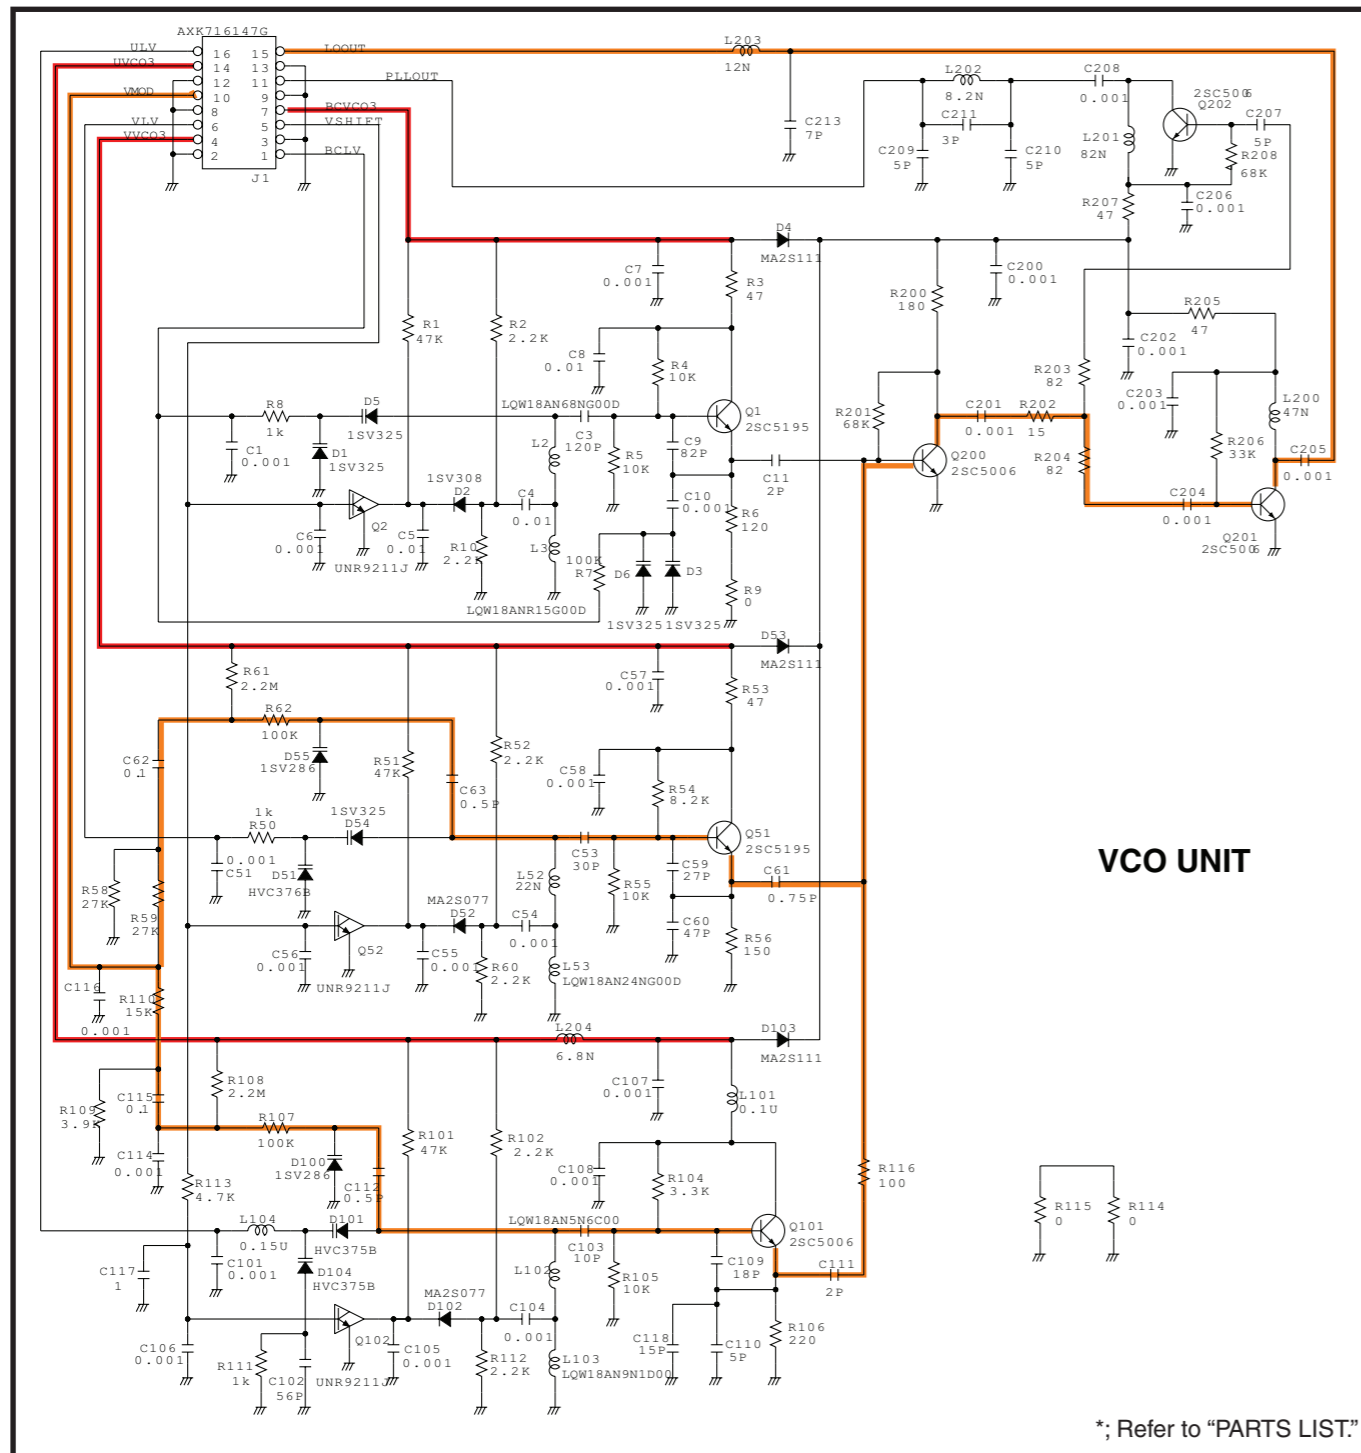 AXK716147G
ULV
16
15
LOOUT
UVCO3
14
13
12
11
PLLOUT
VMOD
10
9
8
7
BCVCO3
VLV
6
5
VSHIFT
VVCO3
4
3
2
1
BCLV
J1
L203
12N
C213
7P
L202
8.2N
C211
3P
C209
5P
C210
5P
C208
0.001
L201
82N
2SC5006
Q202
C207
5P
R208
68K
C206
0.001
R207
47
D4
MA2S111
C7
0.001
R3
47
C200
0.001
R200
180
R205
47
C202
0.001
R1
47K
R2
2.2K
C8
0.01
R4
10K
R203
82
C203
0.001
L200
47N
R8
1k
D5
1SV325
LQW18AN68NG00D
C3
120P
Q1
2SC5195
R201
68K
C201
0.001
R202
15
C1
0.001
D1
1SV325
L2
R5
10K
C9
82P
C11
2P
Q200
2SC5006
R204
82
R206
33K
C205
0.001
1SV308
D2
C4
0.01
C10
0.001
R6
120
C204
0.001
Q201
2SC5006
C6
0.001
Q2
UNR9211J
C5
0.01
R10
2.2K
L3
100K
R7
D6
D3
R9
0
LQW18ANR15G00D
1SV325
1SV325
D53
MA2S111
R61
2.2M
C57
0.001
R53
47
R62
100K
C62
0.1
D55
1SV286
R51
47K
R52
2.2K
C63
0.5P
C58
0.001
R54
8.2K
1k
R50
1SV325
D54
Q51
2SC5195
VCO UNIT
0.001
C51
D51
HVC376B
C53
30P
L52
22N
R55
10K
C59
27P
C61
0.75P
R58
27K
R59
27K
MA2S077
D52
C54
0.001
C60
47P
R56
150
C56
0.001
Q52
UNR9211J
C55
0.001
R60
2.2K
L53
LQW18AN24NG00D
C116
0.001
R110
15K
L204
6.8N
D103
MA2S111
R108
2.2M
C107
0.001
L101
0.1U
R109
3.9K
C115
0.1
R107
100K
R101
47K
R102
2.2K
C114
0.001
D100
1SV286
C112
0.5P
C108
0.001
R104
3.3K
R116
100
R113
4.7K
R115
0
R114
0
L104
0.15U
D101
HVC375B
LQW18AN5N6C00
C103
10P
Q101
2SC5006
C117
1
C101
0.001
D104
HVC375B
L102
R105
10K
C109
18P
C111
2P
MA2S077
D102
C104
0.001
C106
0.001
R111
1k
C102
56P
Q102
UNR9211J
C105
0.001
R112
2.2K
L103
LQW18AN9N1D00
C118
15P
C110
5P
R106
220
*; Refer to “PARTS LIST.”